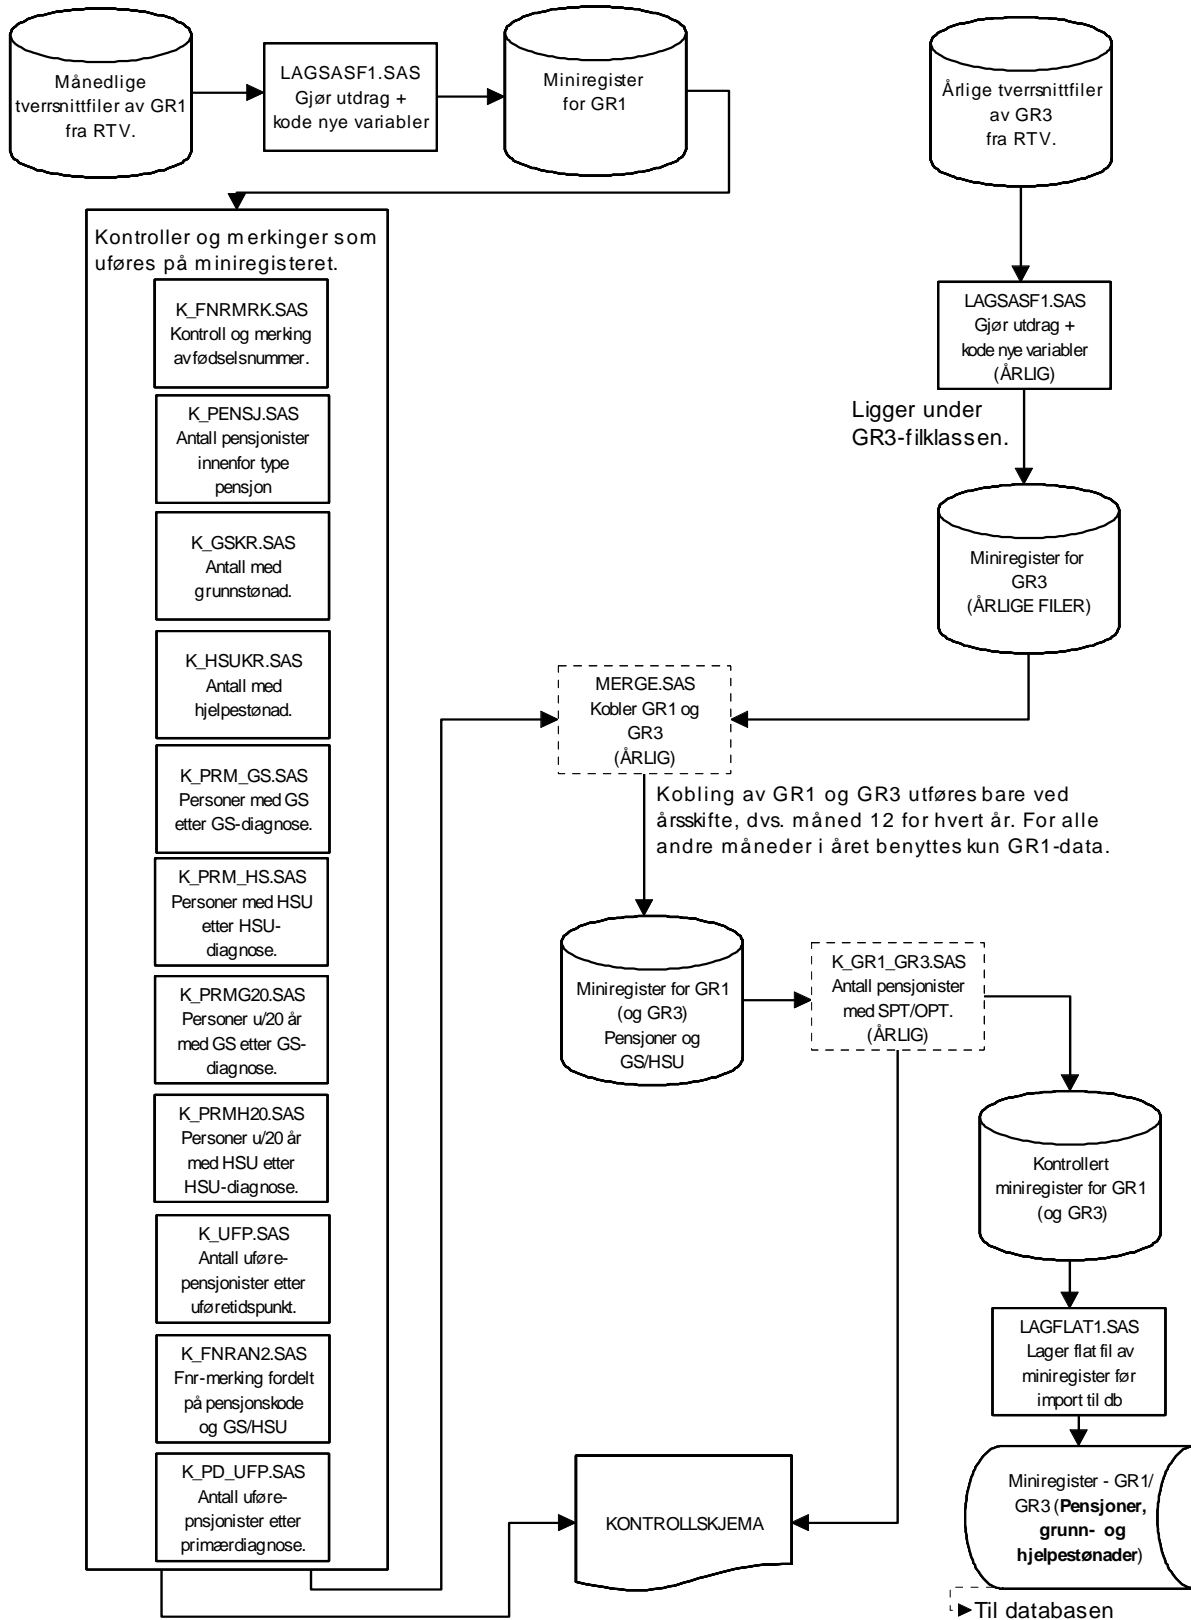 Månedlige
tverrsnittfiler av GR1
fra RTV.
LAGSASF1.SAS
Gjør utdrag +
kode nye variabler
Miniregister
for GR1
Årlige tverrsnittfiler
av GR3
fra RTV.
Kontroller og merkinger som
uføres på miniregisteret.
K_FNRMRK.SAS
Kontroll og merking
av fødselsnummer.
K_PENSJ.SAS
Antall pensjonister
innenfor type
pensjon
K_GSKR.SAS
Antall med
grunnstønad.
K_HSUKR.SAS
Antall med
hjelpestønad.
K_PRM_GS.SAS
Personer med GS
etter GS-diagnose.
K_PRM_HS.SAS
Personer med HSU
etter HSU-
diagnose.
K_PRMG20.SAS
Personer u/20 år
med GS etter GS-
diagnose.
K_PRMH20.SAS
Personer u/20 år
med HSU etter
HSU-diagnose.
K_UFP.SAS
Antall uføre-
pensjonister etter
uføretidspunkt.
K_FNRAN2.SAS
Fnr-merking fordelt
på pensjonskode
og GS/HSU
K_PD_UFP.SAS
Antall uføre-
pnsjonister etter
primærdiagnose.
LAGSASF1.SAS
Gjør utdrag +
kode nye variabler
(ÅRLIG)
Ligger under
GR3-filklassen.
Miniregister for
GR3
(ÅRLIGE FILER)
MERGE.SAS
Kobler GR1 og
GR3
(ÅRLIG)
Kobling av GR1 og GR3 utføres bare ved
årsskifte, dvs. måned 12 for hvert år. For alle
andre måneder i året benyttes kun GR1-data.
Miniregister for GR1
(og GR3)
Pensjoner og
GS/HSU
K_GR1_GR3.SAS
Antall pensjonister
med SPT/OPT.
(ÅRLIG)
Kontrollert
miniregister for GR1
(og GR3)
LAGFLAT1.SAS
Lager flat fil av
miniregister før
import til db
KONTROLLSKJEMA
Miniregister - GR1/
GR3 (Pensjoner,
grunn- og
hjelpestønader)
Til databasen